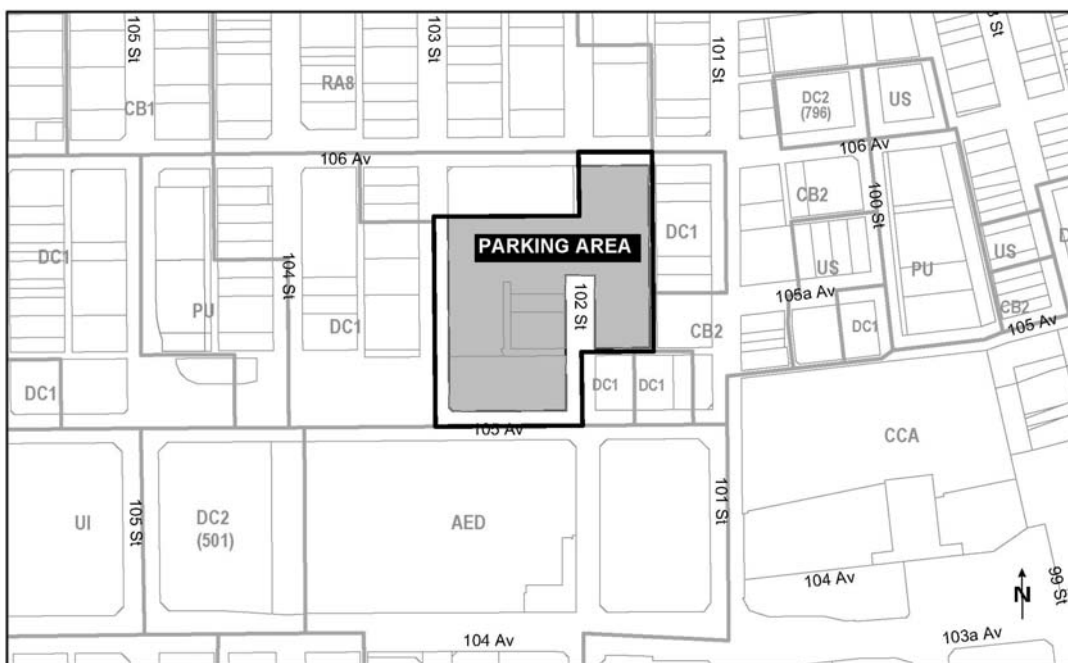 105 St
103 St
101 St
CB1
RA8
DC2
(796)
US
106 Av
106 Av
CB2
100 St
PARKING AREA
DC1
DC1
US
PU
US
104 St
102 St
105a Av
PU
DC1
CB2
DC1
CB2
105 Av
DC1
DC1
DC1
105 Av
CCA
105 St
101 St
UI
DC2
(501)
AED
104 Av
99 St
N
104 Av
103a Av